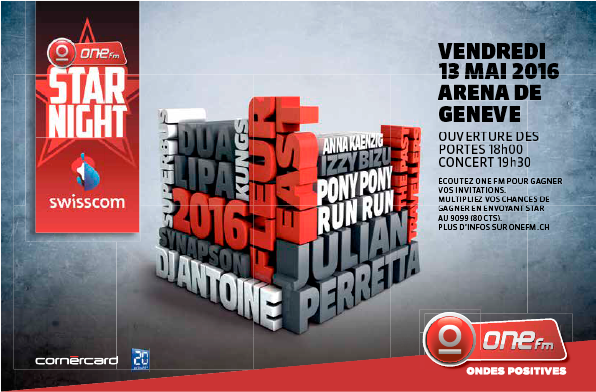 one fm
STAR
NIGHT
swisscom
VENDREDI
13 MAI 2016
ARENA DE
GENEVE
OUVERTURE DES
PORTES 18h00
CONCERT 19h30
ECOUTEZ ONE FM POUR GAGNER
VOS INVITATIONS.
MULTIPLIEZ VOS CHANCES DE
GAGNER EN ENVOYANT STAR
AU 9099 (80 CTS).
PLUS D'INFOS SUR ONEFM.CH
SUPERBUS
DUA
LIPA
KUNGS
2016
SYNAPSON
DJ ANTOINE
FLEUR
EAST
ANNA KAENZIG
IZZY BIZU
PONY PONY
RUN RUN
THE PAST
TRAVELLERS
JULIAN
PERRETTA
cornèrcard
20
one fm
ONDES POSITIVES